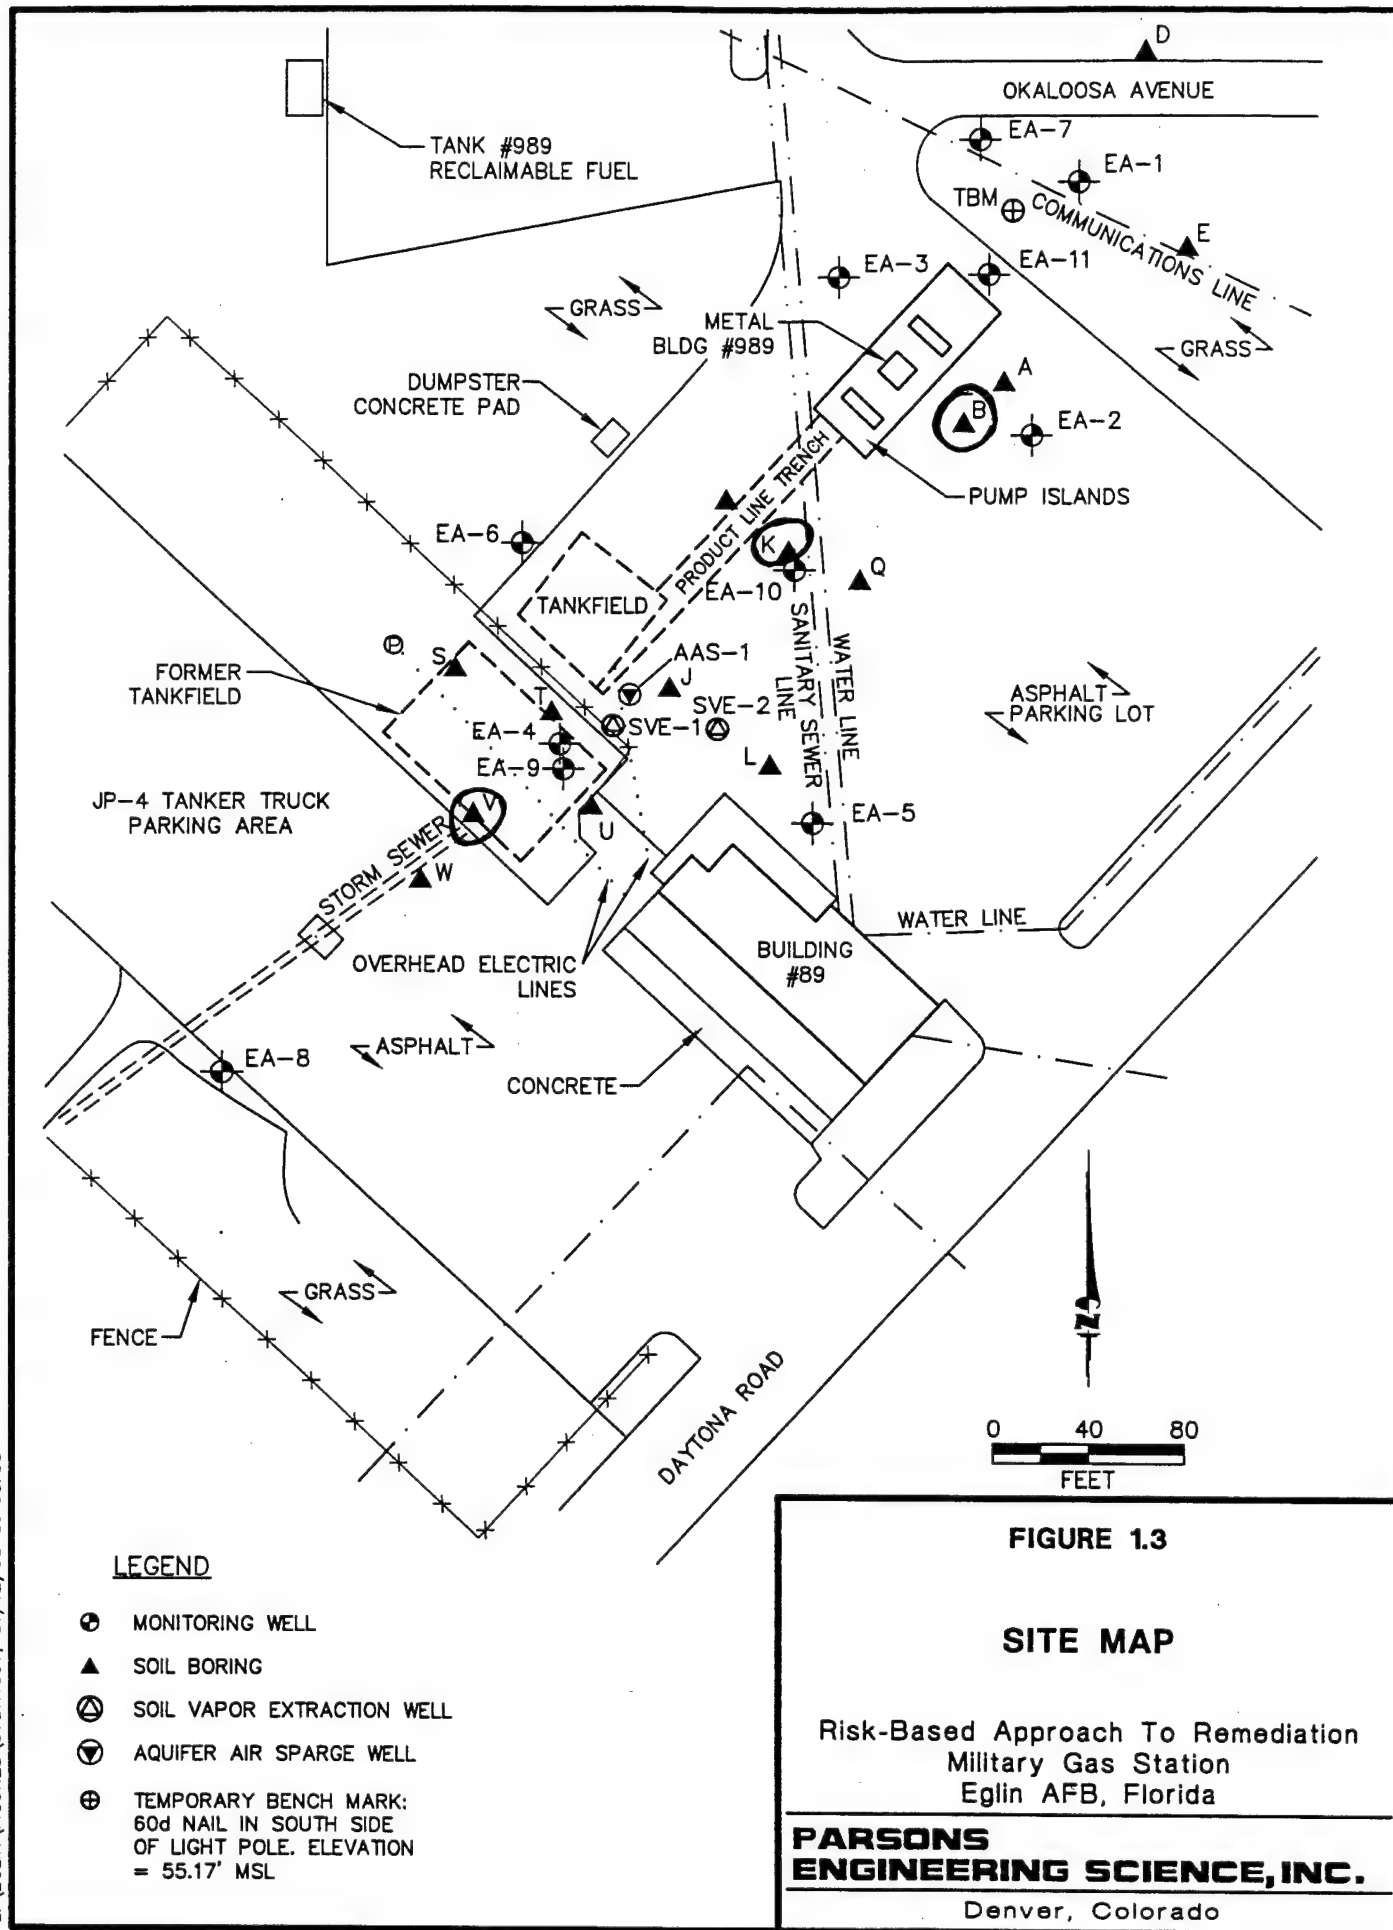 D
OKALOOSA AVENUE
EA-7
TANK #989
RECLAIMABLE FUEL
EA-1
TBM
COMMUNICATIONS LINE
E
EA-3
EA-11
GRASS
METAL
BLDG #989
GRASS
DUMPSTER
CONCRETE PAD
A
B
EA-2
PRODUCT LINE TRENCH
PUMP ISLANDS
EA-6
K
EA-10
Q
TANKFIELD
SANITARY SEWER
LINE
WATER LINE
P
S
AAS-1
J
FORMER
TANKFIELD
T
SVE-2
ASPHALT
PARKING LOT
EA-4
SVE-1
EA-9
L
JP-4 TANKER TRUCK
PARKING AREA
V
U
EA-5
STORM SEWER
W
WATER LINE
OVERHEAD ELECTRIC
LINES
BUILDING
#89
ASPHALT
EA-8
CONCRETE
GRASS
FENCE
N
DAYTONA ROAD
0 40 80
FEET
LEGEND
MONITORING WELL
SOIL BORING
SOIL VAPOR EXTRACTION WELL
AQUIFER AIR SPARGE WELL
TEMPORARY BENCH MARK:
60d NAIL IN SOUTH SIDE
OF LIGHT POLE. ELEVATION
= 55.17' MSL
FIGURE 1.3
SITE MAP
Risk-Based Approach To Remediation
Military Gas Station
Eglin AFB, Florida
PARSONS
ENGINEERING SCIENCE, INC.
Denver, Colorado